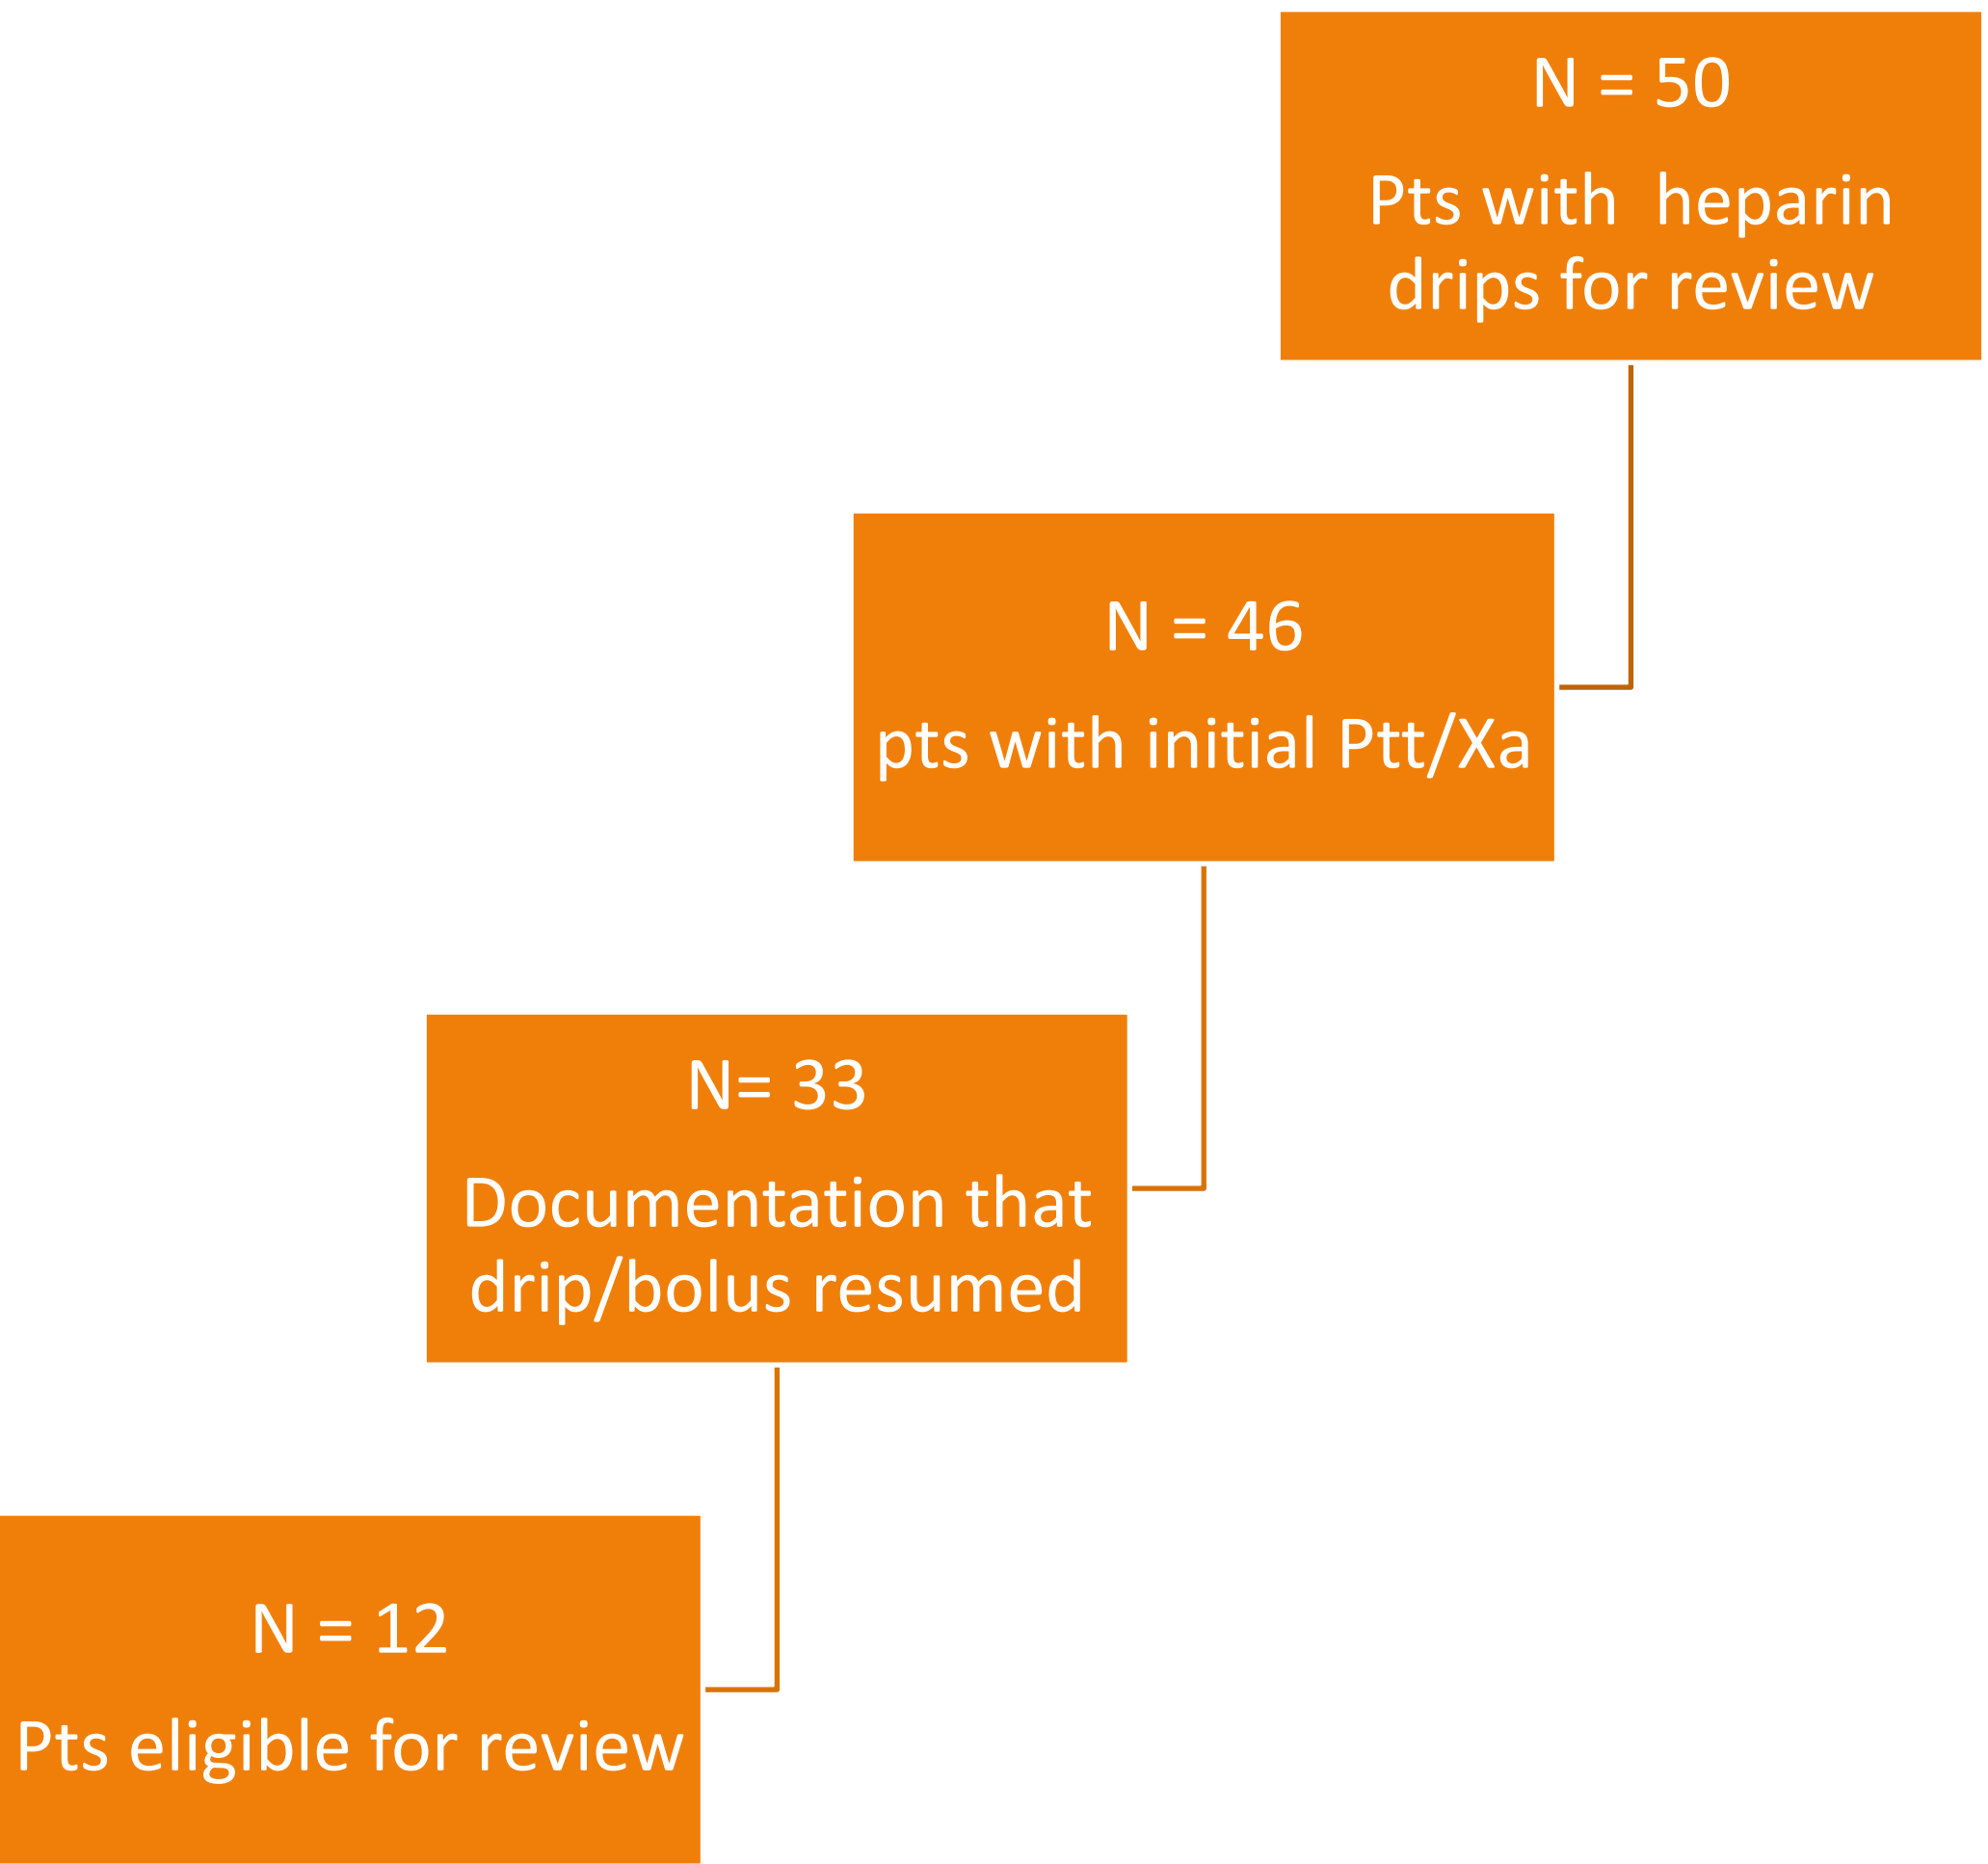 N = 50
Pts with  heparin
drips for review
N = 46
pts with initial Ptt/Xa
N= 33
Documentation that
drip/bolus resumed
N = 12
Pts eligible for review